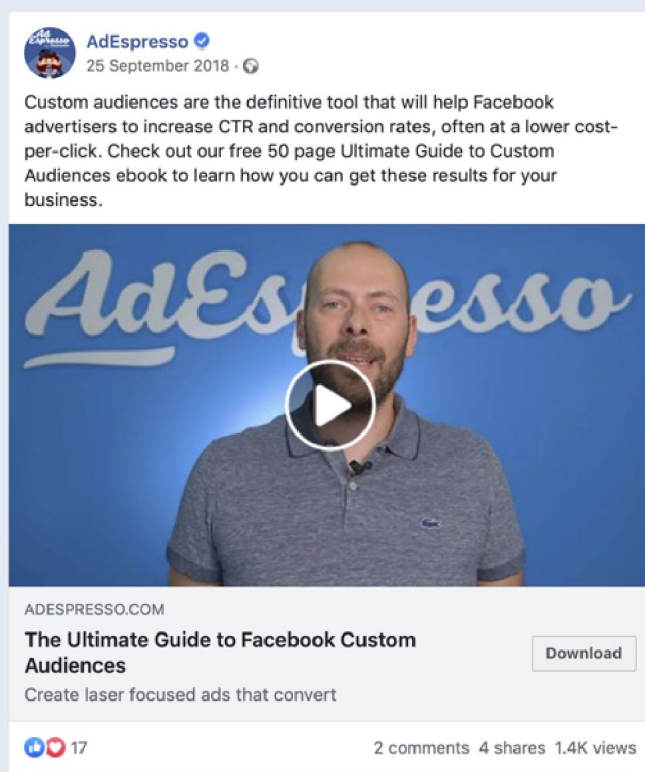 AdEspresso
25 September 2018 ·
Custom audiences are the definitive tool that will help Facebook
advertisers to increase CTR and conversion rates, often at a lower cost-
per-click. Check out our free 50 page Ultimate Guide to Custom
Audiences ebook to learn how you can get these results for your
business.
AdEs esso
ADESPRESSO.COM
The Ultimate Guide to Facebook Custom
Audiences
Download
Create laser focused ads that convert
17
2 comments 4 shares 1.4K views